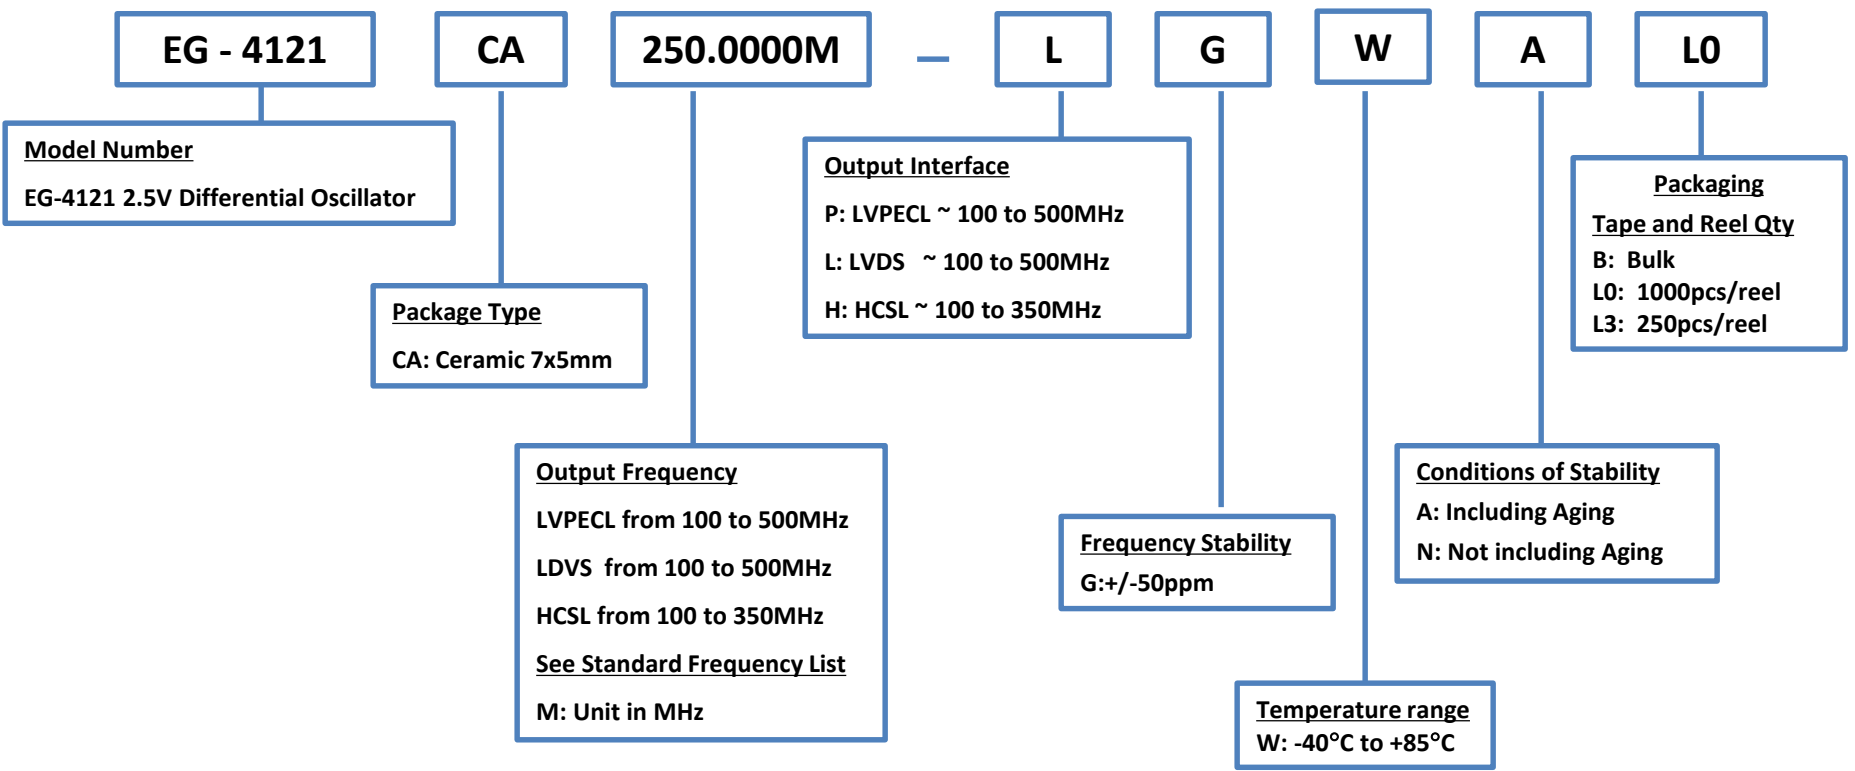 EG - 4121 CA 250.0000M – L G W A L0
Model Number
EG-4121 2.5V Differential Oscillator
Package Type
CA: Ceramic 7x5mm
Output Frequency
LVPECL from 100 to 500MHz
LDVS from 100 to 500MHz
HCSL from 100 to 350MHz
See Standard Frequency List
M: Unit in MHz
Output Interface
P: LVPECL ~ 100 to 500MHz
L: LVDS ~ 100 to 500MHz
H: HCSL ~ 100 to 350MHz
Frequency Stability
G:+/-50ppm
Temperature range
W: -40°C to +85°C
Conditions of Stability
A: Including Aging
N: Not including Aging
Packaging
Tape and Reel Qty
B: Bulk
L0: 1000pcs/reel
L3: 250pcs/reel